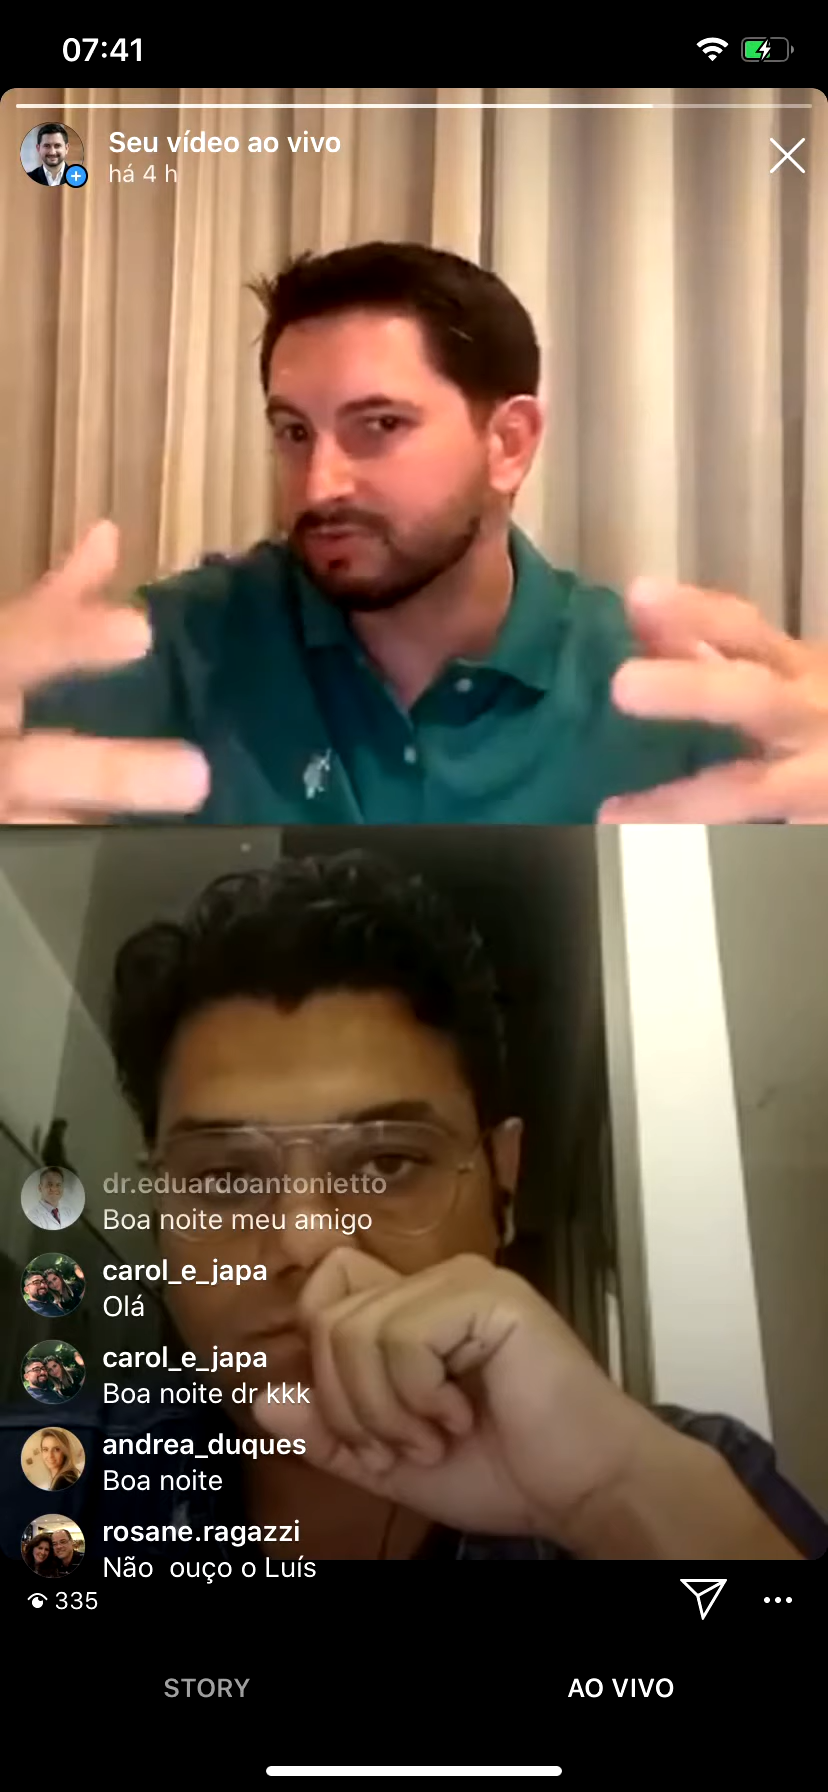 07:41
Seu vídeo ao vivo
há 4 h
dr.eduardoantonietto
Boa noite meu amigo
carol_e_japa
Olá
carol_e_japa
Boa noite dr kkk
andrea_duques
Boa noite
rosane.ragazzi
Não  ouço o Luís
335
STORY
AO VIVO